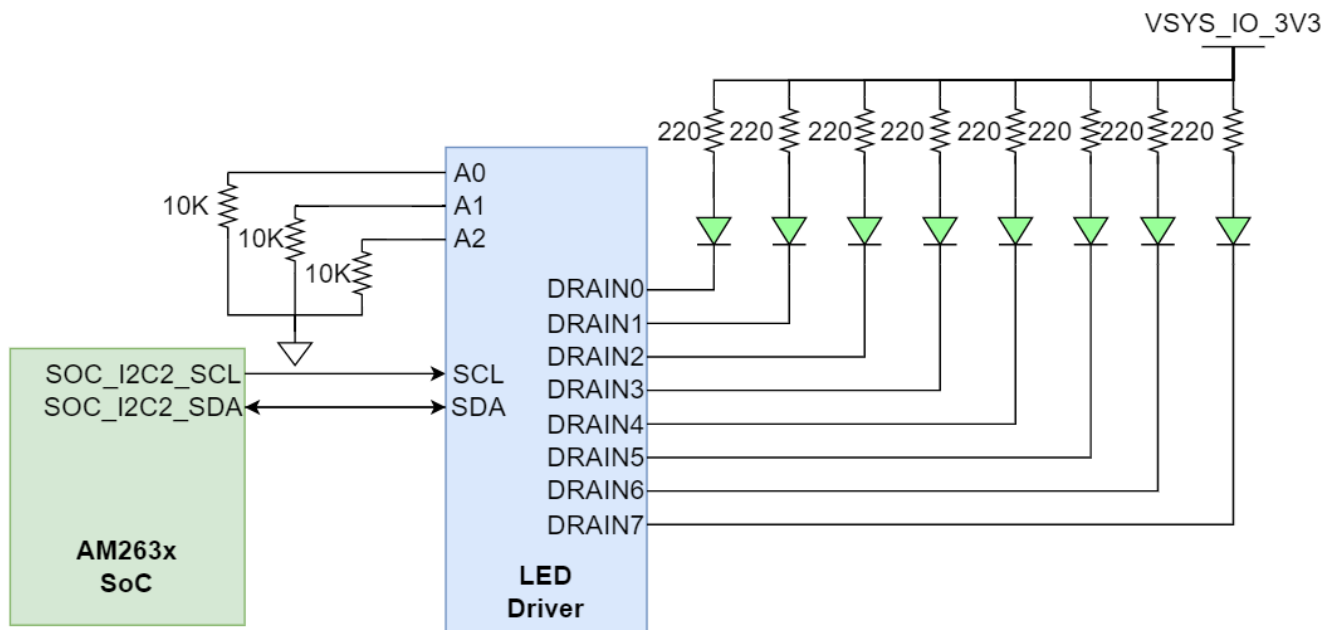 VSYS_IO_3V3
220 220 220 220 220 220 220 220
A0
10K
A1
10K
A2
10K
DRAIN0
DRAIN1
DRAIN2
SOC_I2C2_SCL
SCL
DRAIN3
SOC_I2C2_SDA
SDA
DRAIN4
DRAIN5
DRAIN6
DRAIN7
AM263x
SoC
LED
Driver